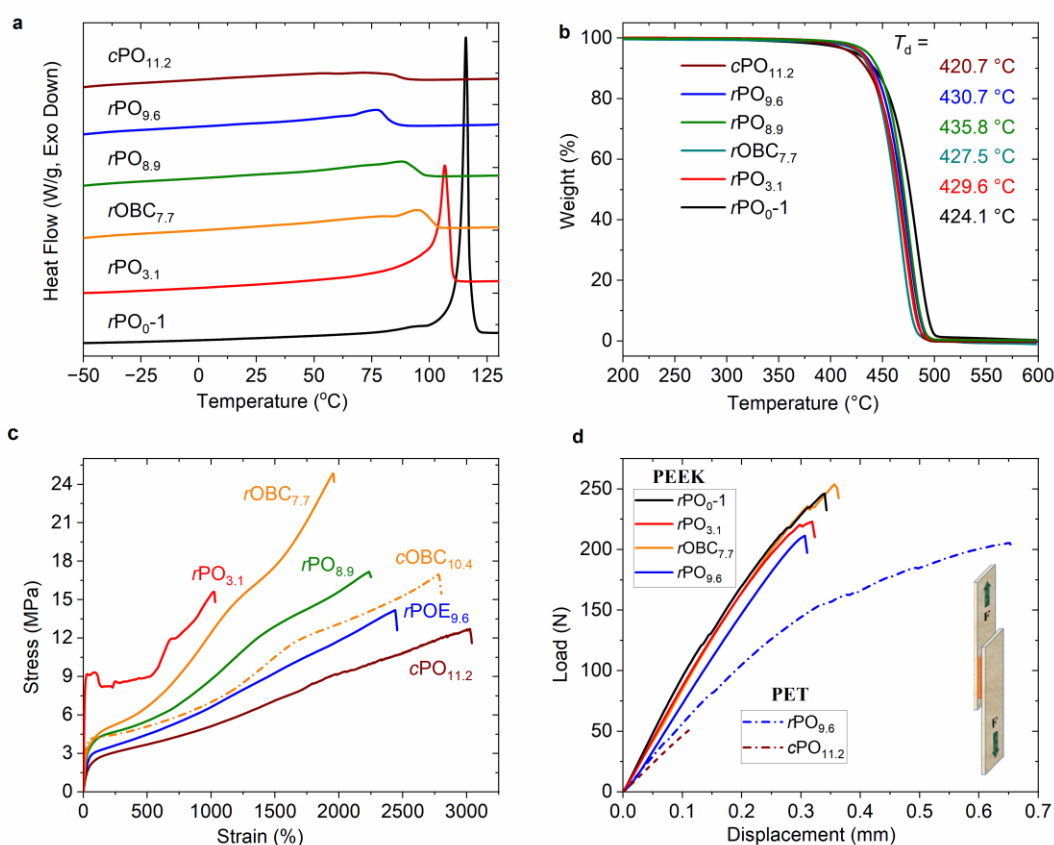 a
cPO11.2
rPO9.6
rPO8.9
rOBC7.7
rPO3.1
rPO0-1
Heat Flow (W/g, Exo Down)
−50 −25 0 25 50 75 100 125
Temperature (oC)
b
Td =
cPO11.2 420.7 °C
rPO9.6 430.7 °C
rPO8.9 435.8 °C
rOBC7.7 427.5 °C
rPO3.1 429.6 °C
rPO0-1 424.1 °C
100
80
60
40
20
0
Weight (%)
200 250 300 350 400 450 500 550 600
Temperature (°C)
c
rOBC7.7
rPO3.1
rPO8.9
cOBC10.4
rPOE9.6
cPO11.2
24
21
18
15
12
9
6
3
0
Stress (MPa)
0 500 1000 1500 2000 2500 3000
Strain (%)
d
PEEK
rPO0-1
rPO3.1
rOBC7.7
rPO9.6
PET
rPO9.6
cPO11.2
F
F
250
200
150
100
50
0
Load (N)
0.0 0.1 0.2 0.3 0.4 0.5 0.6 0.7
Displacement (mm)